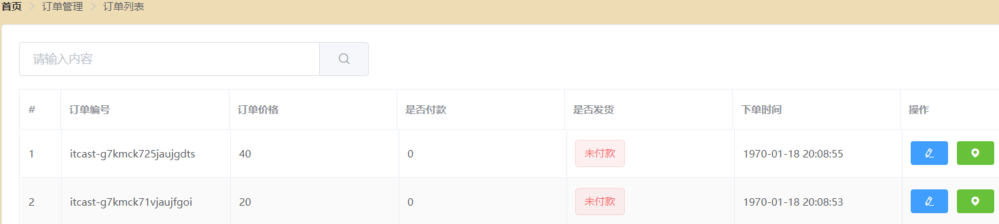 首页 > 订单管理 > 订单列表
请输入内容
# 订单编号 订单价格 是否付款 是否发货 下单时间 操作
1 itcast-g7kmck725jaujgdts 40 0 未付款 1970-01-18 20:08:55
2 itcast-g7kmck71vjaujfgoi 20 0 未付款 1970-01-18 20:08:53